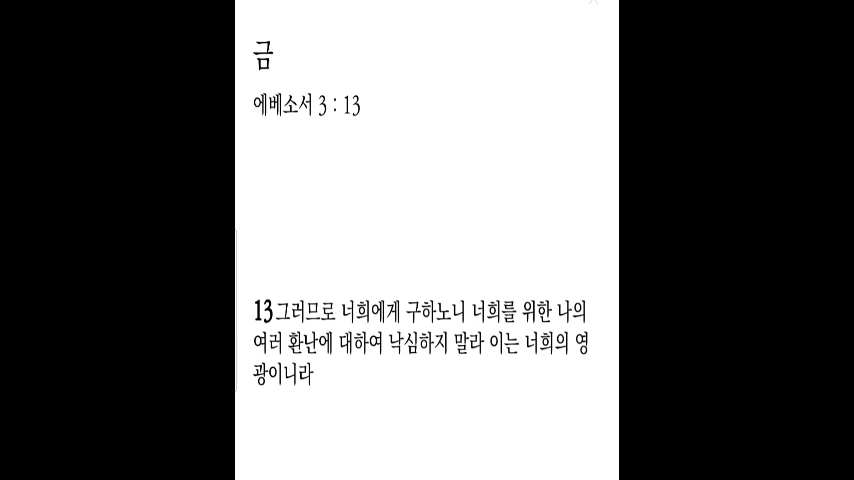 금
에베소서 3 : 13
13그러므로 너희에게 구하노니 너희를 위한 나의
여러 환난에 대하여 낙심하지 말라 이는 너희의 영
광이니라